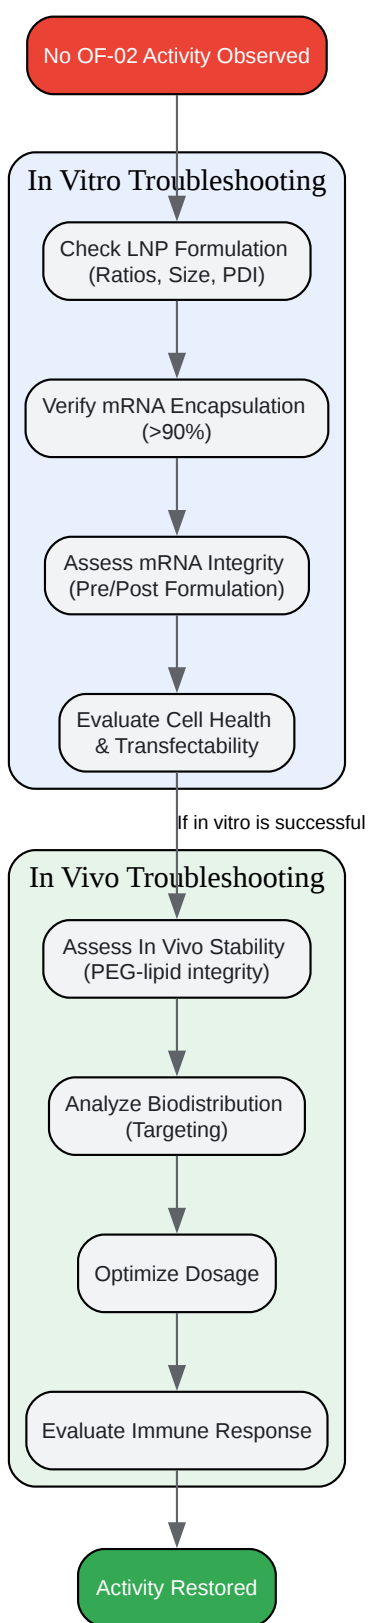 No OF-02 Activity Observed
In Vitro Troubleshooting
Check LNP Formulation
(Ratios, Size, PDI)
Verify mRNA Encapsulation
(>90%)
Assess mRNA Integrity
(Pre/Post Formulation)
Evaluate Cell Health
& Transfectability
If in vitro is successful
In Vivo Troubleshooting
Assess In Vivo Stability
(PEG-lipid integrity)
Analyze Biodistribution
(Targeting)
Optimize Dosage
Evaluate Immune Response
Activity Restored